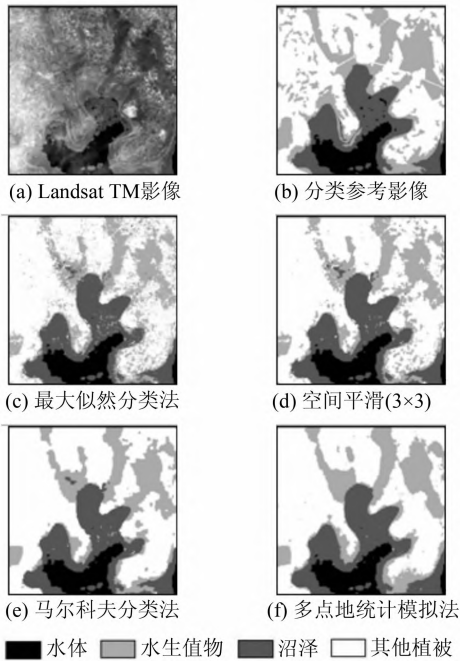 (a) Landsat TM影像
(b) 分类参考影像
(c) 最大似然分类法
(d) 空间平滑(3×3)
(e) 马尔科夫分类法
(f) 多点地统计模拟法
水体 水生值物 沼泽 其他植被